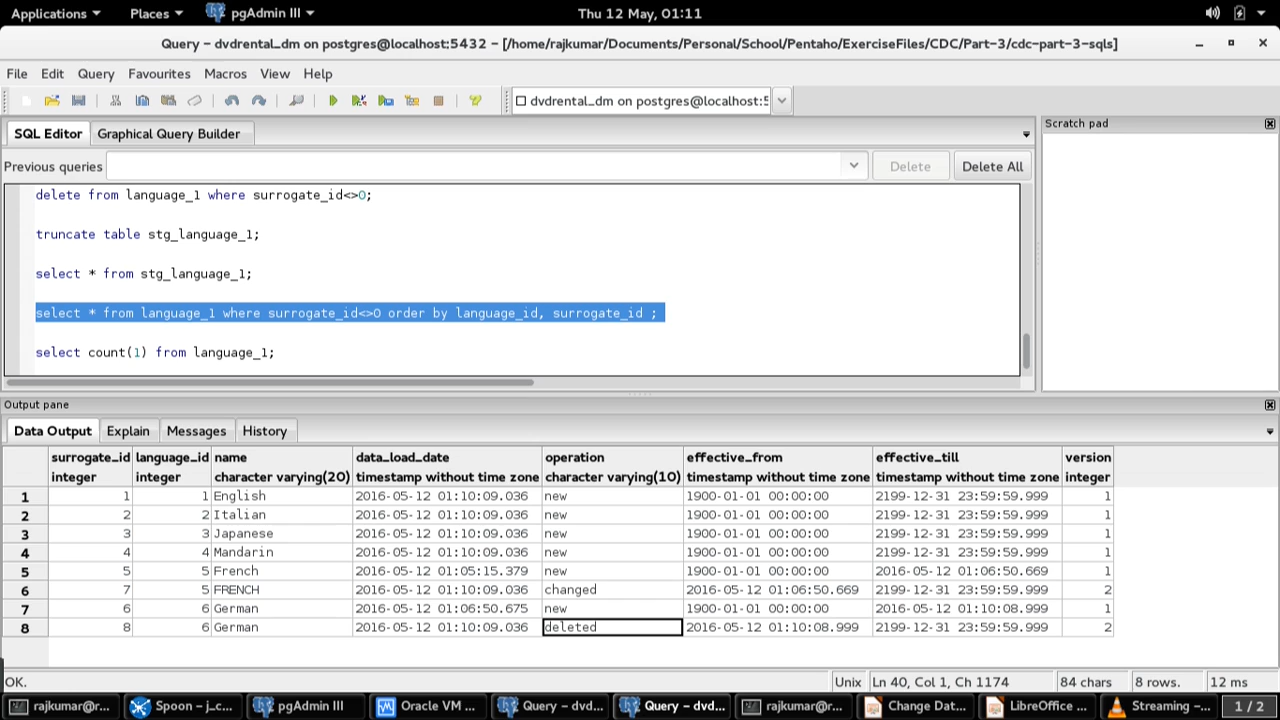 Applications Places pgAdmin III Thu 12 May, 01:11
Query - dvdrental_dm on postgres@localhost:5432 - [/home/rajkumar/Documents/Personal/School/Pentaho/ExerciseFiles/CDC/Part-3/cdc-part-3-sqls]
File Edit Query Favourites Macros View Help
dvdrental_dm on postgres@localhost:5
SQL Editor Graphical Query Builder
Scratch pad
Previous queries Delete Delete All
delete from language_1 where surrogate_id<>0;
truncate table stg_language_1;
select * from stg_language_1;
select * from language_1 where surrogate_id<>0 order by language_id, surrogate_id ;
select count(1) from language_1;
Output pane
Data Output Explain Messages History
surrogate_id language_id name data_load_date operation effective_from effective_till version
integer integer character varying(20) timestamp without time zone character varying(10) timestamp without time zone timestamp without time zone integer
1 1 1 English 2016-05-12 01:10:09.036 new 1900-01-01 00:00:00 2199-12-31 23:59:59.999 1
2 2 2 Italian 2016-05-12 01:10:09.036 new 1900-01-01 00:00:00 2199-12-31 23:59:59.999 1
3 3 3 Japanese 2016-05-12 01:10:09.036 new 1900-01-01 00:00:00 2199-12-31 23:59:59.999 1
4 4 4 Mandarin 2016-05-12 01:10:09.036 new 1900-01-01 00:00:00 2199-12-31 23:59:59.999 1
5 5 5 French 2016-05-12 01:05:15.379 new 1900-01-01 00:00:00 2016-05-12 01:06:50.669 1
6 7 5 FRENCH 2016-05-12 01:10:09.036 changed 2016-05-12 01:06:50.669 2199-12-31 23:59:59.999 2
7 6 6 German 2016-05-12 01:06:50.675 new 1900-01-01 00:00:00 2016-05-12 01:10:08.999 1
8 8 6 German 2016-05-12 01:10:09.036 deleted 2016-05-12 01:10:08.999 2199-12-31 23:59:59.999 2
OK. Unix Ln 40, Col 1, Ch 1174 84 chars 8 rows. 12 ms
rajkumar@r... Spoon - j_c... pgAdmin III Oracle VM ... Query - dvd... Query - dvd... rajkumar@r... Change Dat... LibreOffice ... Streaming -... 1 / 2